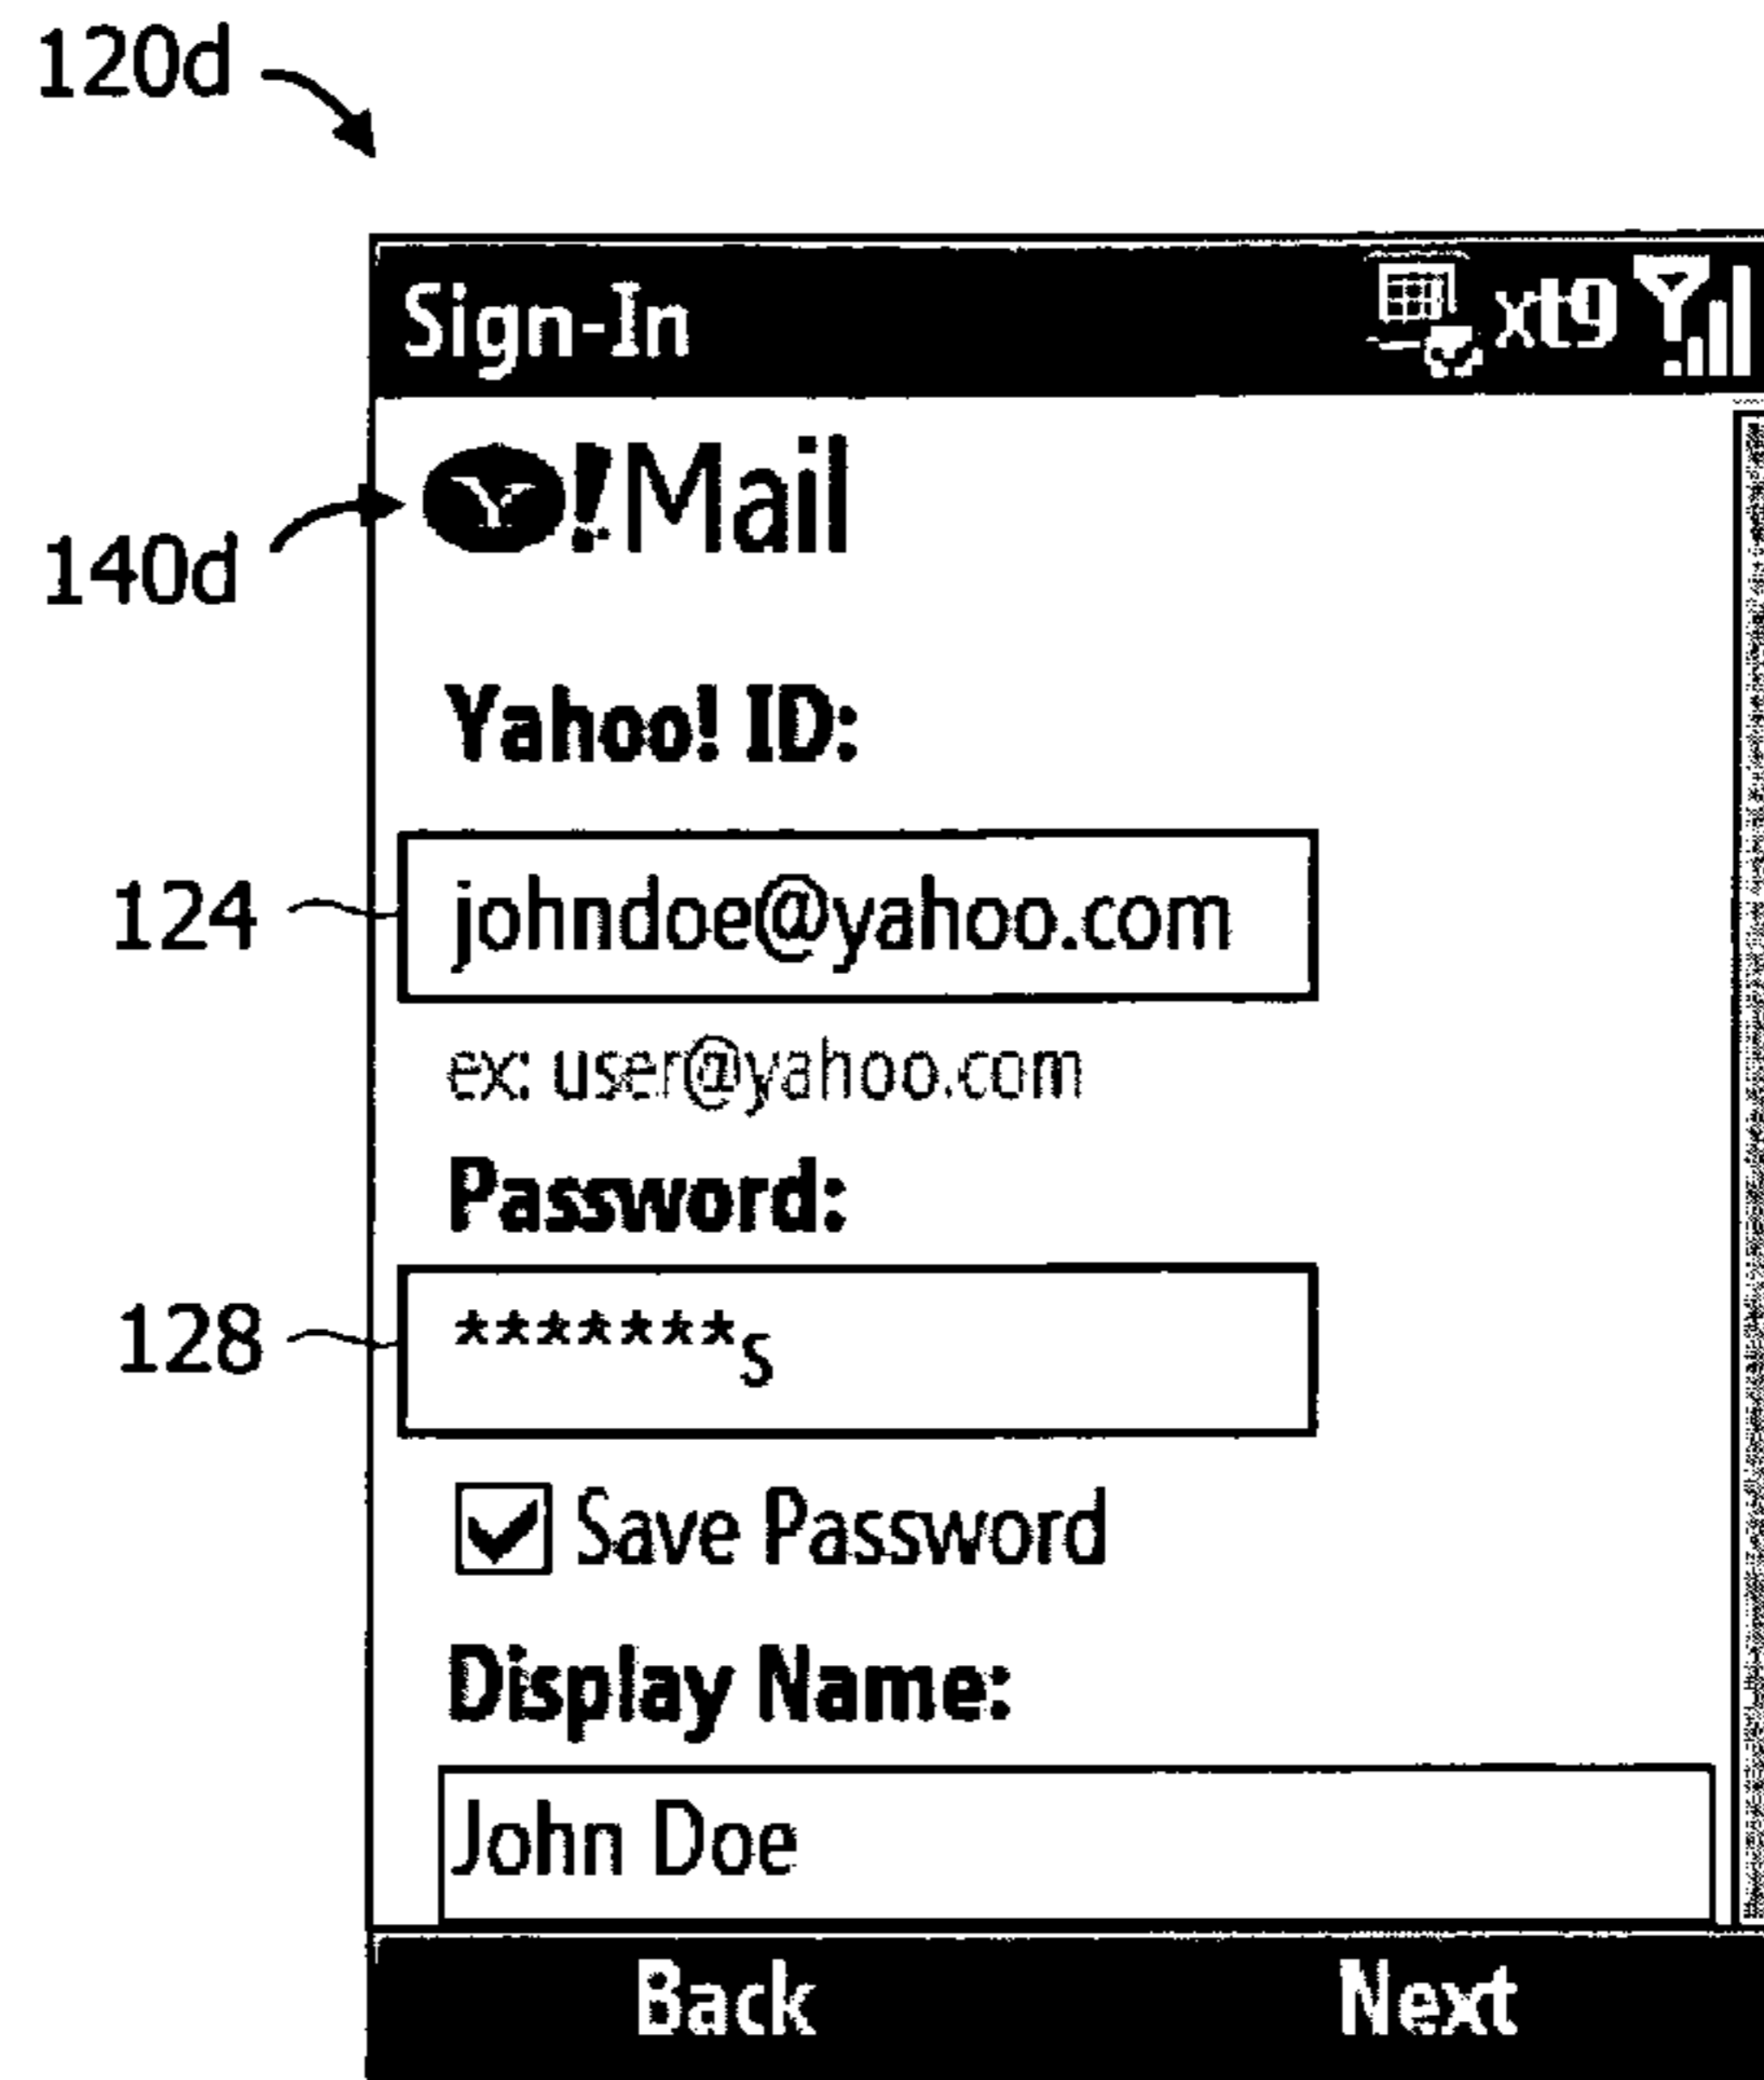 120d
Sign-In xt9
140d Y!Mail
Yahoo! ID:
124 johndoe@yahoo.com
ex: user@yahoo.com
Password:
128 *******s
Save Password
Display Name:
John Doe
Back Next